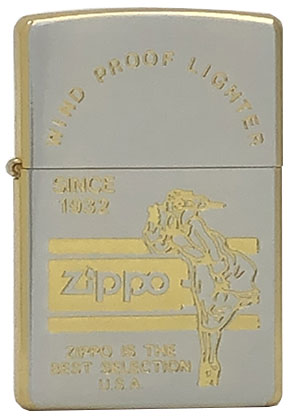 WIND PROOF LIGHTER
SINCE
1932
Zippo
ZIPPO IS THE
BEST SELECTION
U.S.A.